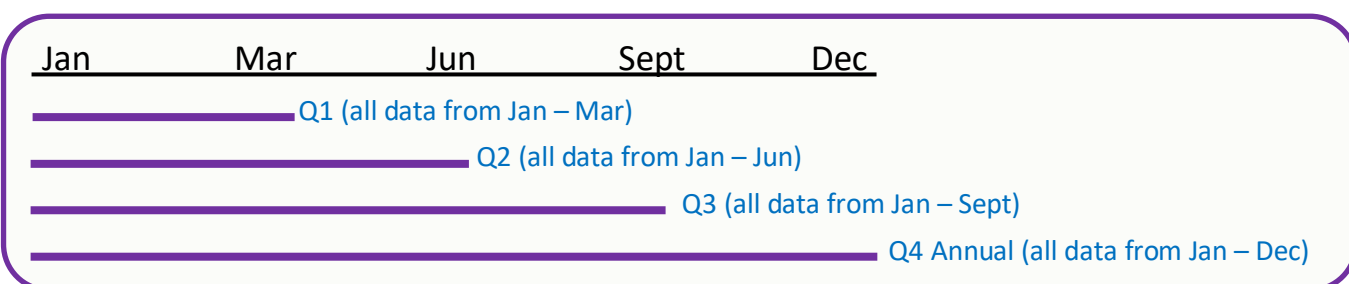 Jan Mar Jun Sept Dec
Q1 (all data from Jan – Mar)
Q2 (all data from Jan – Jun)
Q3 (all data from Jan – Sept)
Q4 Annual (all data from Jan – Dec)